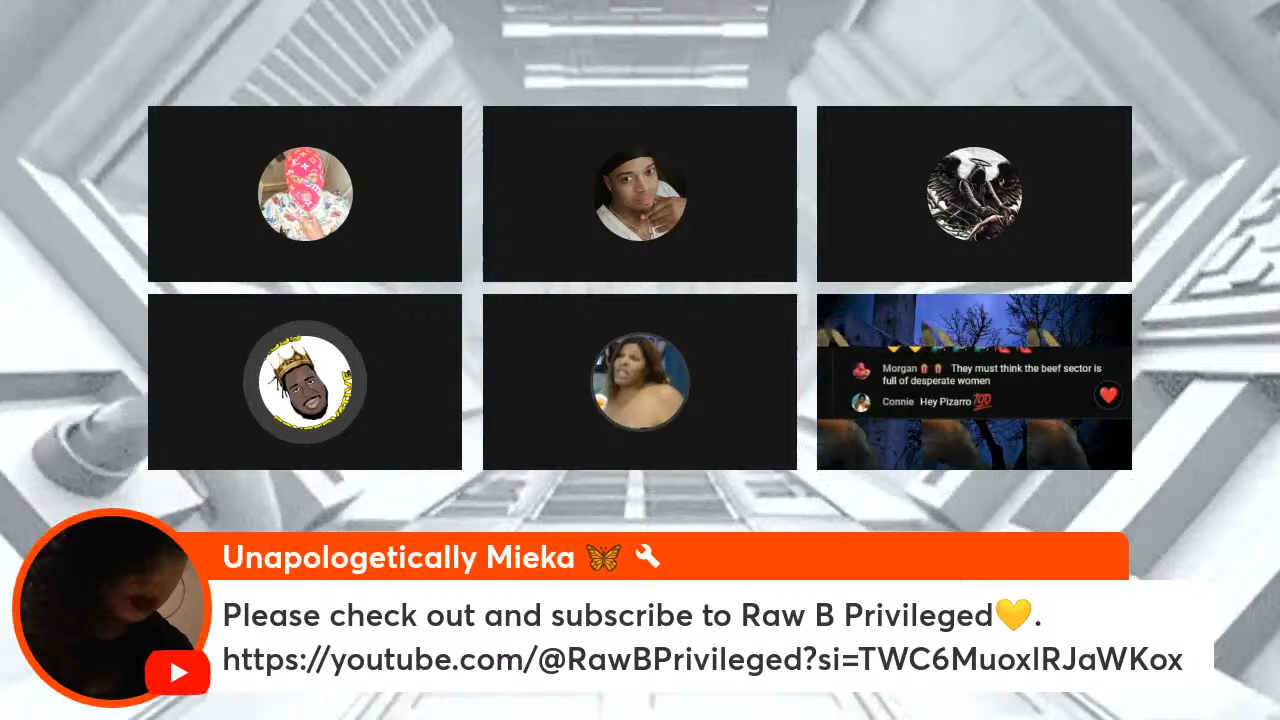 Morgan They must think the beef sector is
full of desperate women
Connie Hey Pizarro 💯
Unapologetically Mieka 🦋 🔧
Please check out and subscribe to Raw B Privileged💛.
https://youtube.com/@RawBPrivileged?si=TWC6MuoxlRJaWKox